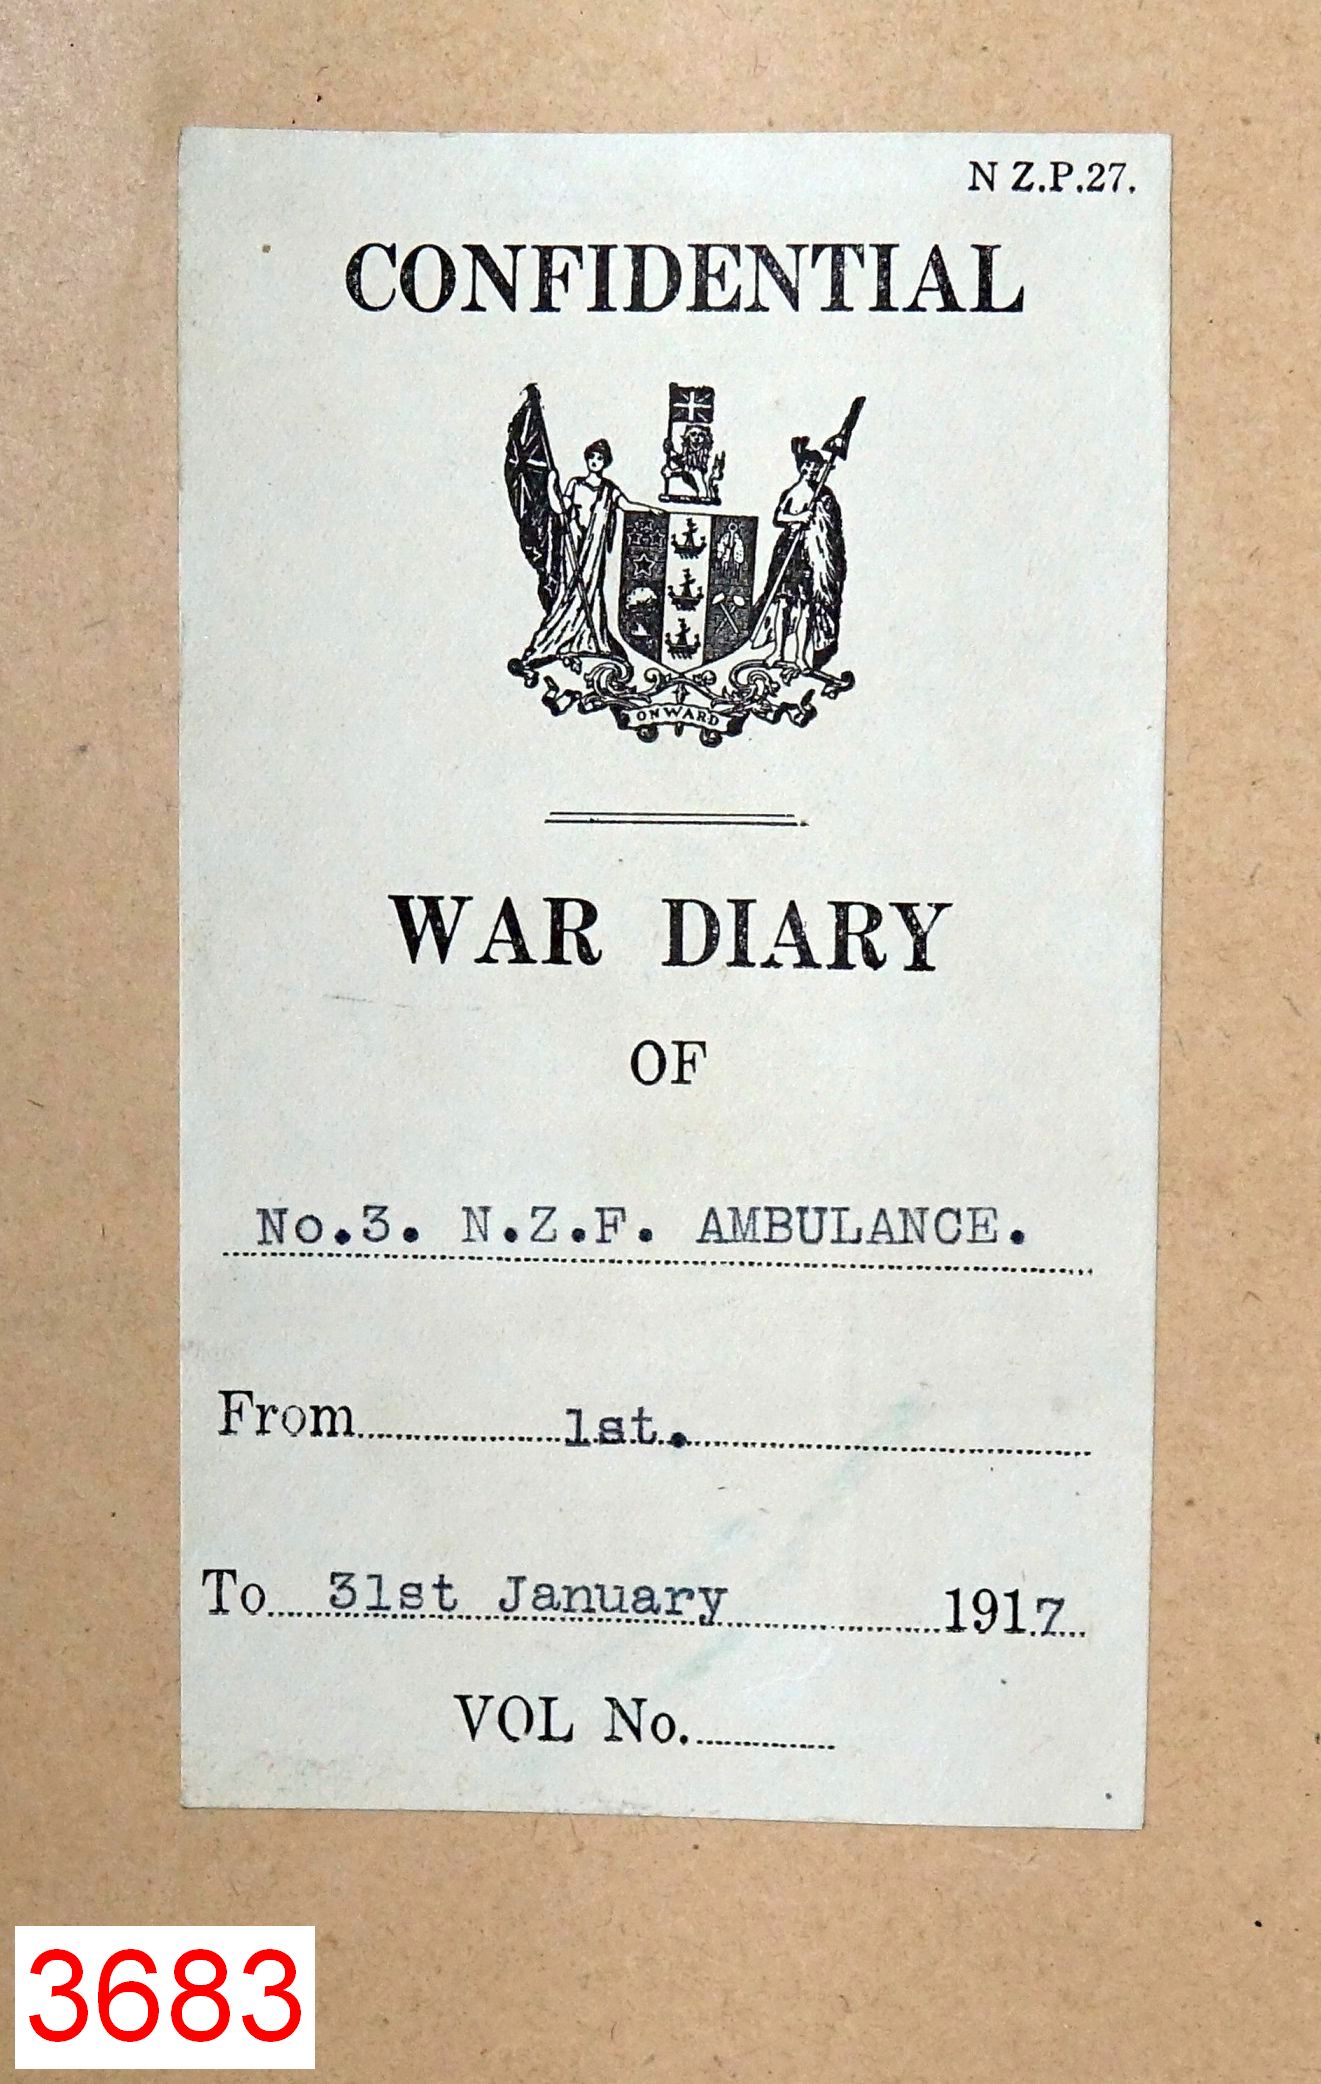 N Z.P.27.
CONFIDENTIAL
ONWARD
WAR DIARY
OF
No.3. N.Z.F. AMBULANCE.
From 1st.
To 31st January 1917
VOL No.
3683